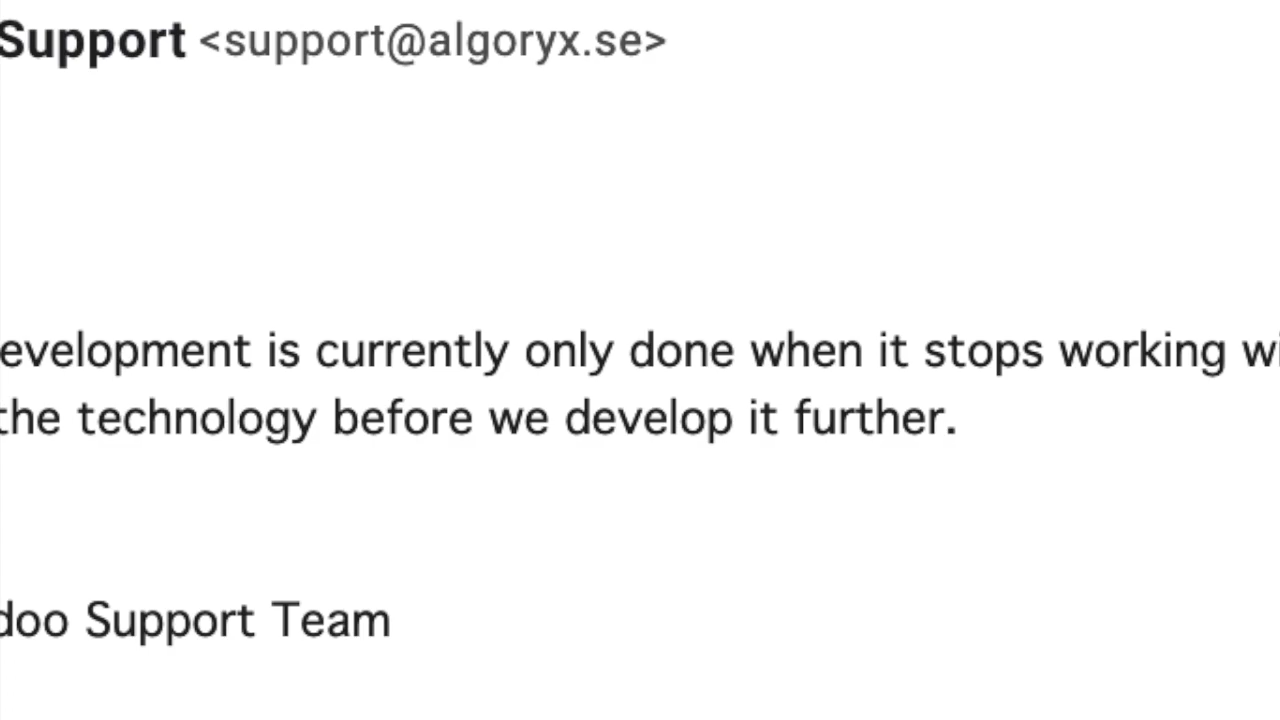 Support <support@algoryx.se>
evelopment is currently only done when it stops working wi
the technology before we develop it further.
doo Support Team